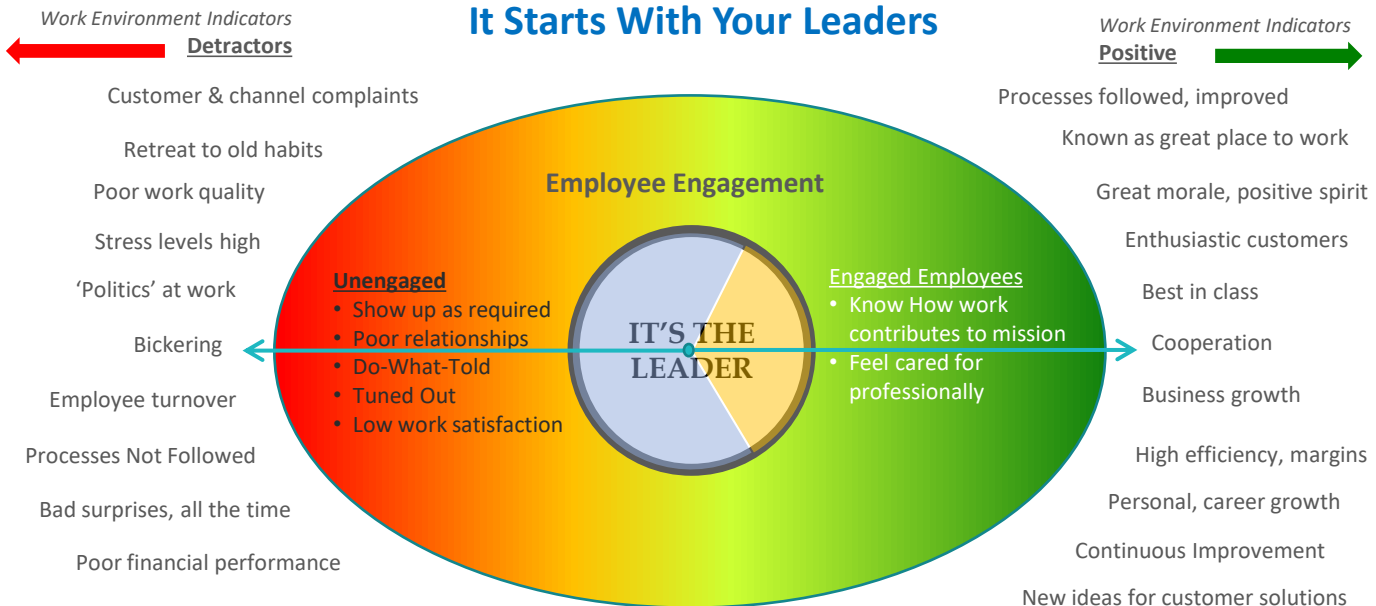 It Starts With Your Leaders
Work Environment Indicators
Detractors
Customer & channel complaints
Retreat to old habits
Poor work quality
Stress levels high
‘Politics’ at work
Bickering
Employee turnover
Processes Not Followed
Bad surprises, all the time
Poor financial performance
Employee Engagement
Unengaged
• Show up as required
• Poor relationships
• Do-What-Told
• Tuned Out
• Low work satisfaction
IT’S THE
LEADER
Engaged Employees
• Know How work
contributes to mission
• Feel cared for
professionally
Work Environment Indicators
Positive
Processes followed, improved
Known as great place to work
Great morale, positive spirit
Enthusiastic customers
Best in class
Cooperation
Business growth
High efficiency, margins
Personal, career growth
Continuous Improvement
New ideas for customer solutions